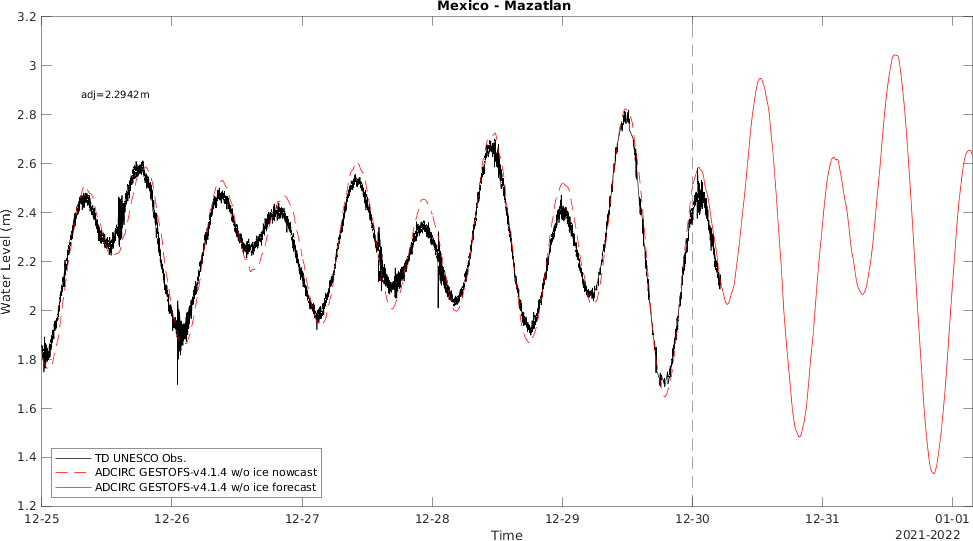 Mexico - Mazatlan
3.2
3
2.8
2.6
2.4
2.2
2
1.8
1.6
1.4
1.2
Water Level (m)
adj=2.2942m
TD UNESCO Obs.
ADCIRC GESTOFS-v4.1.4 w/o ice nowcast
ADCIRC GESTOFS-v4.1.4 w/o ice forecast
12-25 12-26 12-27 12-28 12-29 12-30 12-31 01-01
Time
2021-2022